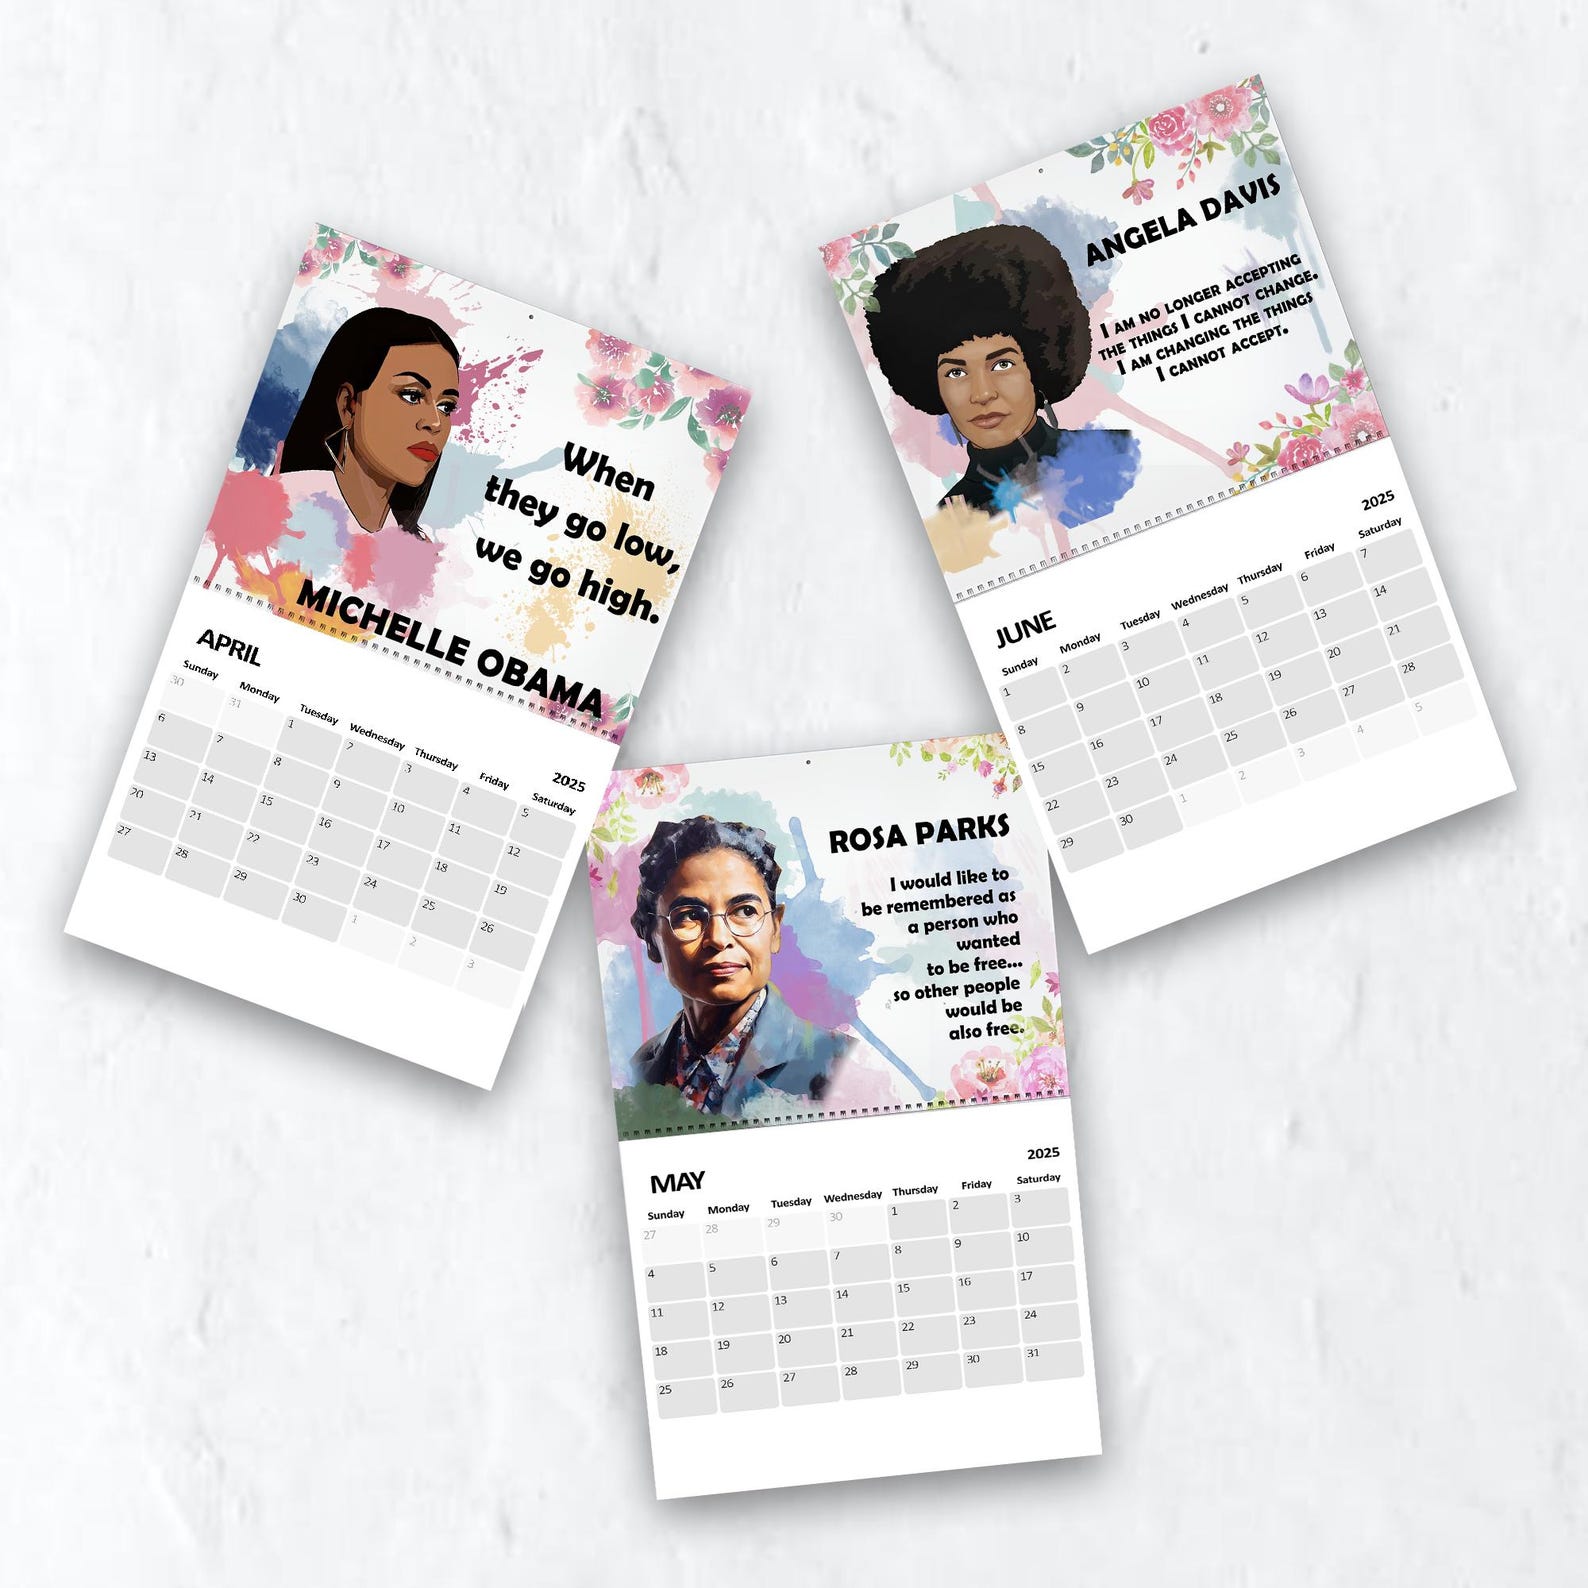 When
they go low,
we go high.
MICHELLE OBAMA
APRIL
2025
Sunday Monday Tuesday Wednesday Thursday Friday Saturday
30 31 1 2 3 4 5
6 7 8 9 10 11 12
13 14 15 16 17 18 19
20 21 22 23 24 25 26
27 28 29 30 1 2 3
ANGELA DAVIS
I AM NO LONGER ACCEPTING
THE THINGS I CANNOT CHANGE.
I AM CHANGING THE THINGS
I CANNOT ACCEPT.
2025
JUNE
Sunday Monday Tuesday Wednesday Thursday Friday Saturday
1 2 3 4 5 6 7
8 9 10 11 12 13 14
15 16 17 18 19 20 21
22 23 24 25 26 27 28
29 30 1 2 3 4 5
ROSA PARKS
I would like to
be remembered as
a person who
wanted
to be free...
so other people
would be
also free.
2025
MAY
Sunday Monday Tuesday Wednesday Thursday Friday Saturday
27 28 29 30 1 2 3
4 5 6 7 8 9 10
11 12 13 14 15 16 17
18 19 20 21 22 23 24
25 26 27 28 29 30 31